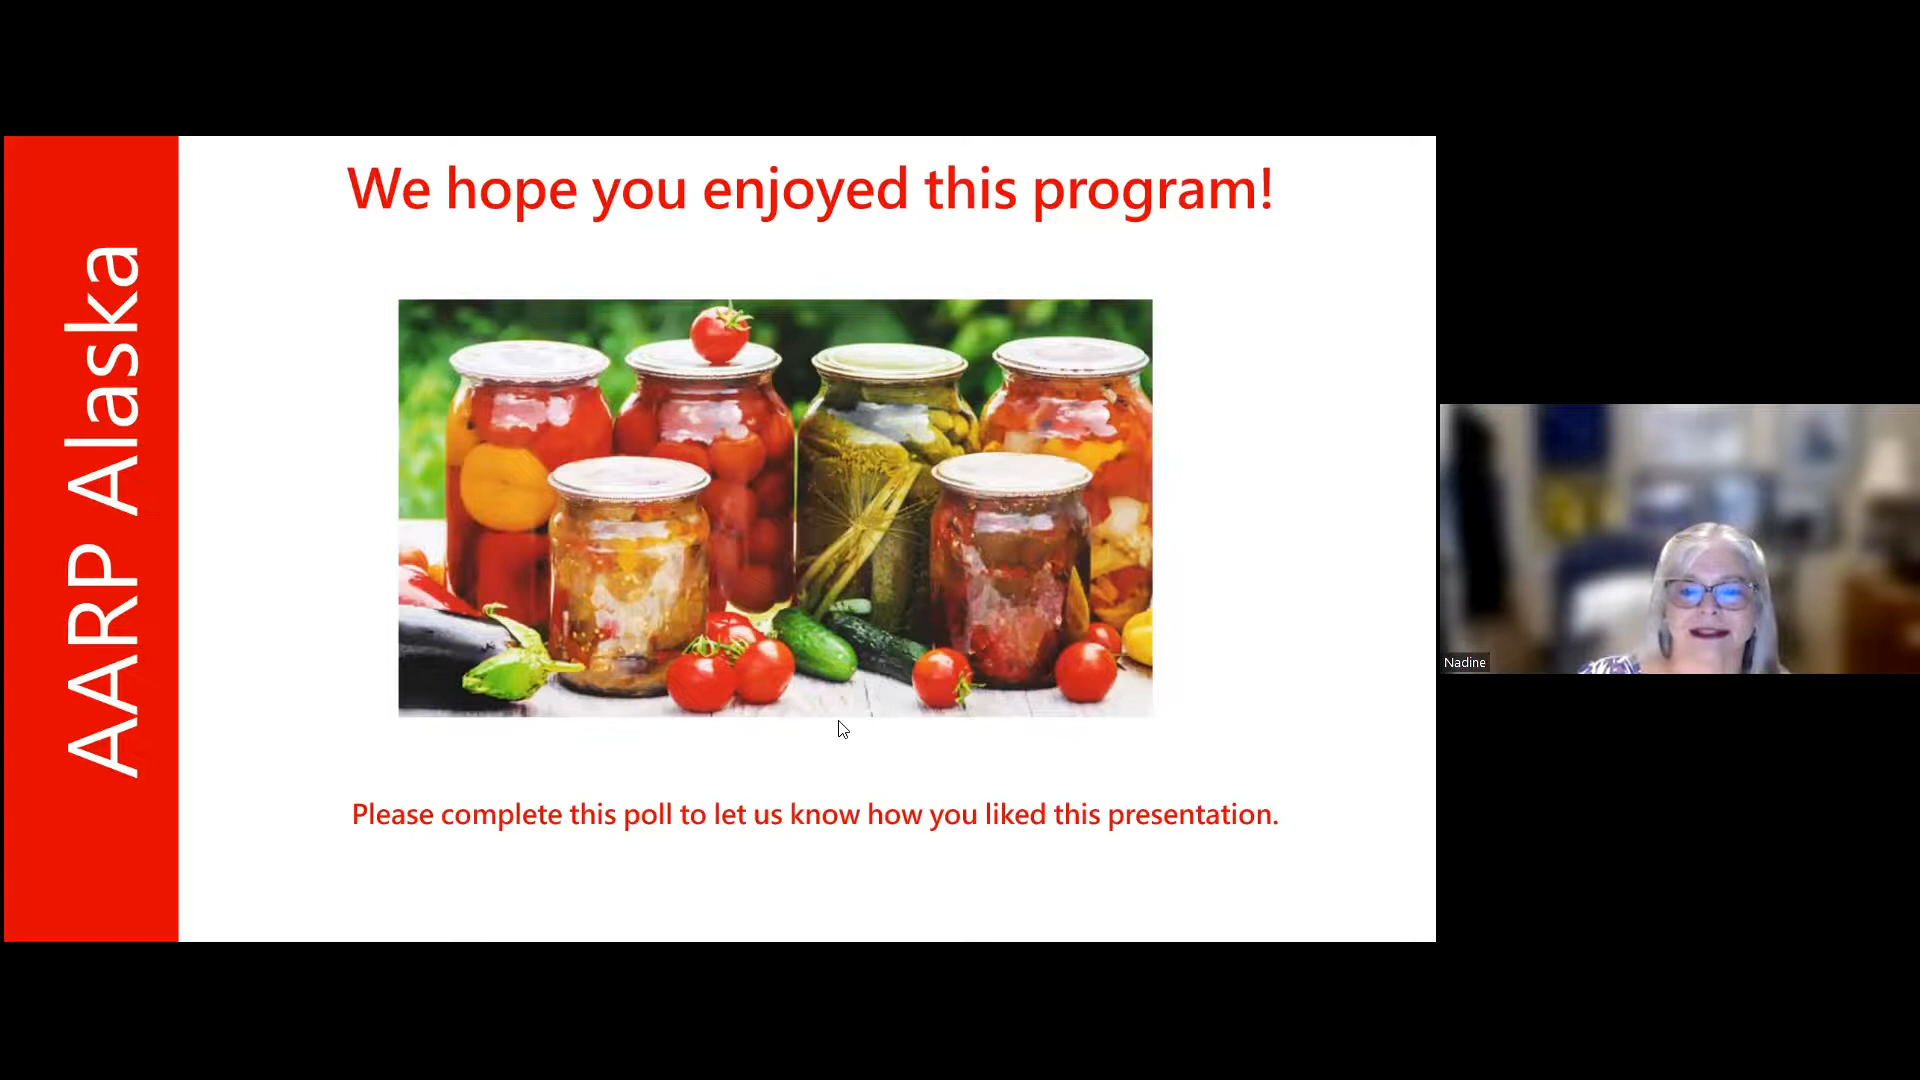 AARP Alaska
We hope you enjoyed this program!
Please complete this poll to let us know how you liked this presentation.
Nadine